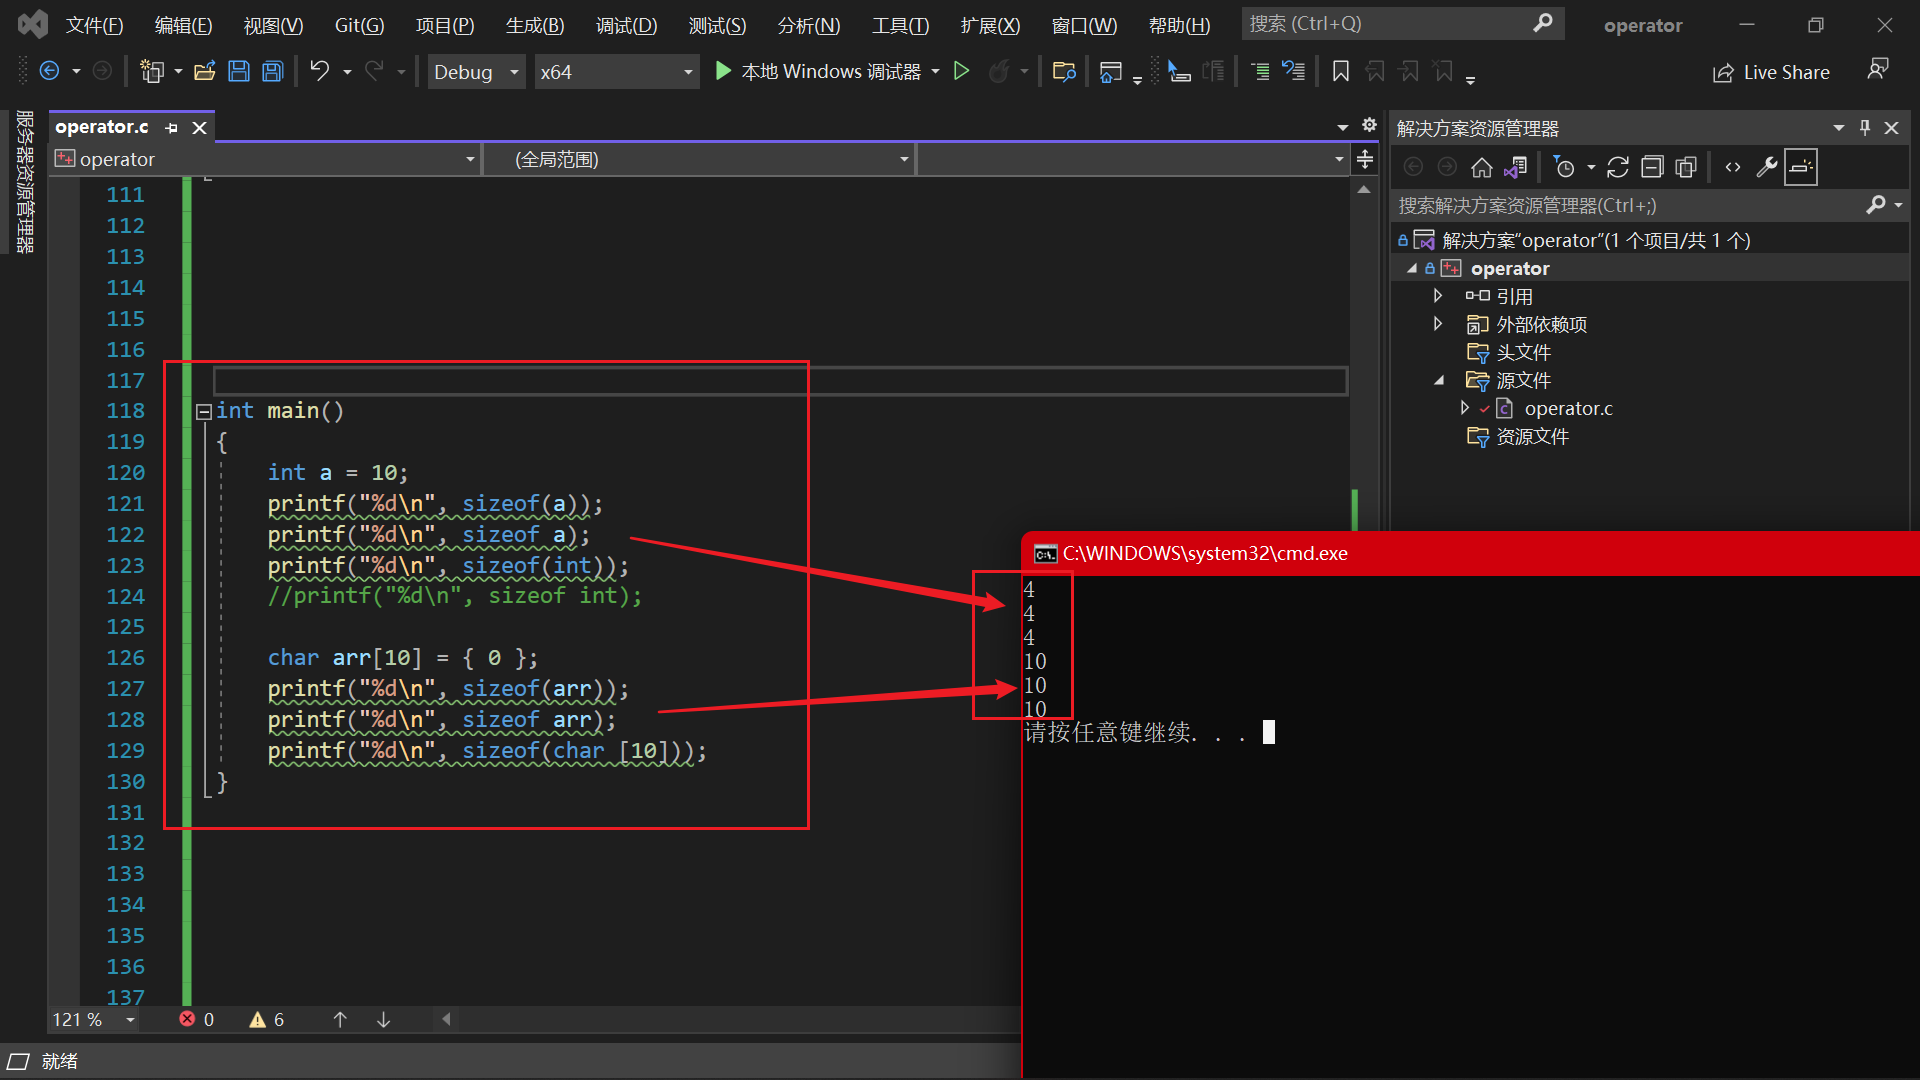 文件(F) 编辑(E) 视图(V) Git(G) 项目(P) 生成(B) 调试(D) 测试(S) 分析(N) 工具(T) 扩展(X) 窗口(W) 帮助(H) 搜索 (Ctrl+Q) operator
Debug x64 本地 Windows 调试器 Live Share
服务器资源管理器
operator.c
operator (全局范围)
111
112
113
114
115
116
117
118 int main()
119 {
120 int a = 10;
121 printf("%d\n", sizeof(a));
122 printf("%d\n", sizeof a);
123 printf("%d\n", sizeof(int));
124 //printf("%d\n", sizeof int);
125
126 char arr[10] = { 0 };
127 printf("%d\n", sizeof(arr));
128 printf("%d\n", sizeof arr);
129 printf("%d\n", sizeof(char [10]));
130 }
131
132
133
134
135
136
137
121 % 0 6
就绪
解决方案资源管理器
搜索解决方案资源管理器(Ctrl+;)
解决方案“operator”(1 个项目/共 1 个)
operator
引用
外部依赖项
头文件
源文件
operator.c
资源文件
C:\WINDOWS\system32\cmd.exe
4
4
4
10
10
10
请按任意键继续. . .